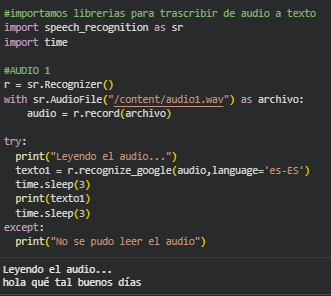 #importamos librerias para trascribir de audio a texto
import speech_recognition as sr
import time
#AUDIO 1
r = sr.Recognizer()
with sr.AudioFile("/content/audio1.wav") as archivo:
    audio = r.record(archivo)
try:
  print("Leyendo el audio...")
  texto1 = r.recognize_google(audio,language='es-ES')
  time.sleep(3)
  print(texto1)
  time.sleep(3)
except:
  print("No se pudo leer el audio")
Leyendo el audio...
hola qué tal buenos días